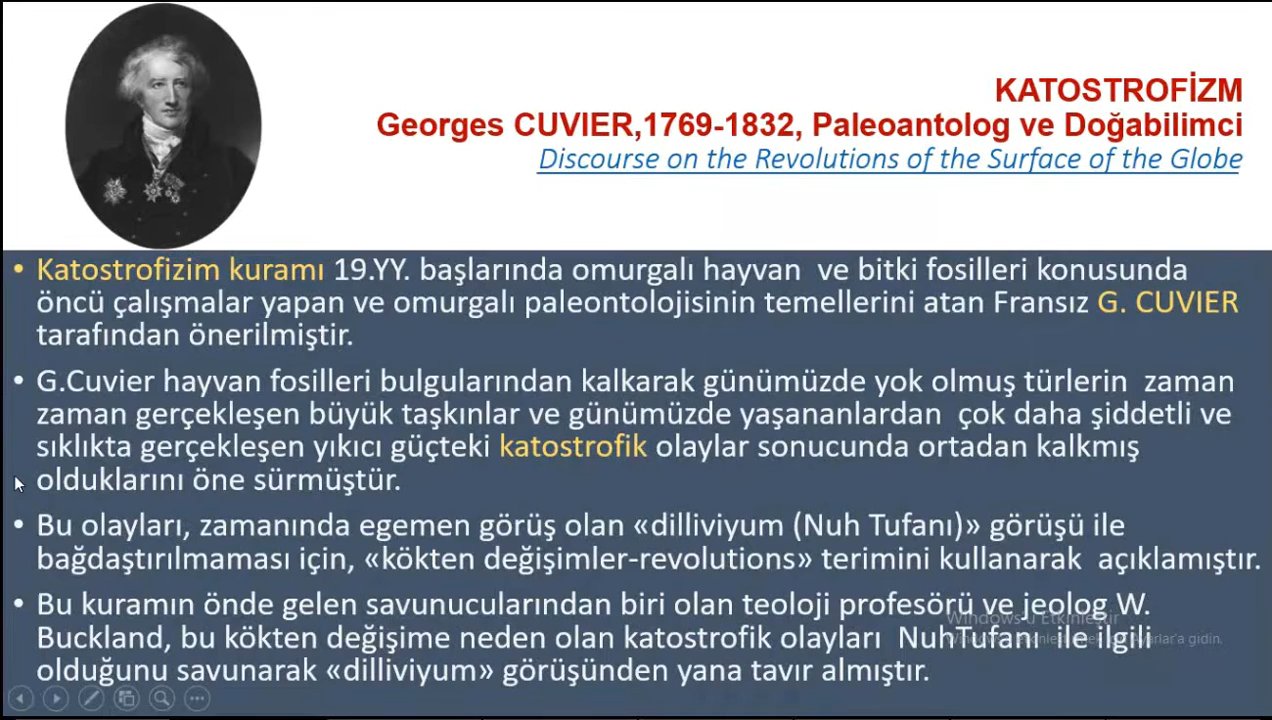 KATOSTROFİZM
Georges CUVIER,1769-1832, Paleoantolog ve Doğabilimci
Discourse on the Revolutions of the Surface of the Globe
• Katostrofizim kuramı 19.YY. başlarında omurgalı hayvan ve bitki fosilleri konusunda
öncü çalışmalar yapan ve omurgalı paleontolojisinin temellerini atan Fransız G. CUVIER
tarafından önerilmiştir.
• G.Cuvier hayvan fosilleri bulgularından kalkarak günümüzde yok olmuş türlerin zaman
zaman gerçekleşen büyük taşkınlar ve günümüzde yaşananlardan çok daha şiddetli ve
sıklıkta gerçekleşen yıkıcı güçteki katostrofik olaylar sonucunda ortadan kalkmış
olduklarını öne sürmüştür.
• Bu olayları, zamanında egemen görüş olan «dilliviyum (Nuh Tufanı)» görüşü ile
bağdaştırılmaması için, «kökten değişimler-revolutions» terimini kullanarak açıklamıştır.
• Bu kuramın önde gelen savunucularından biri olan teoloji profesörü ve jeolog W.
Buckland, bu kökten değişime neden olan katostrofik olayları NuhTufanı ile ilgili
olduğunu savunarak «dilliviyum» görüşünden yana tavır almıştır.
Windows'u Etkinleştir
Ayarlar'a gidin.